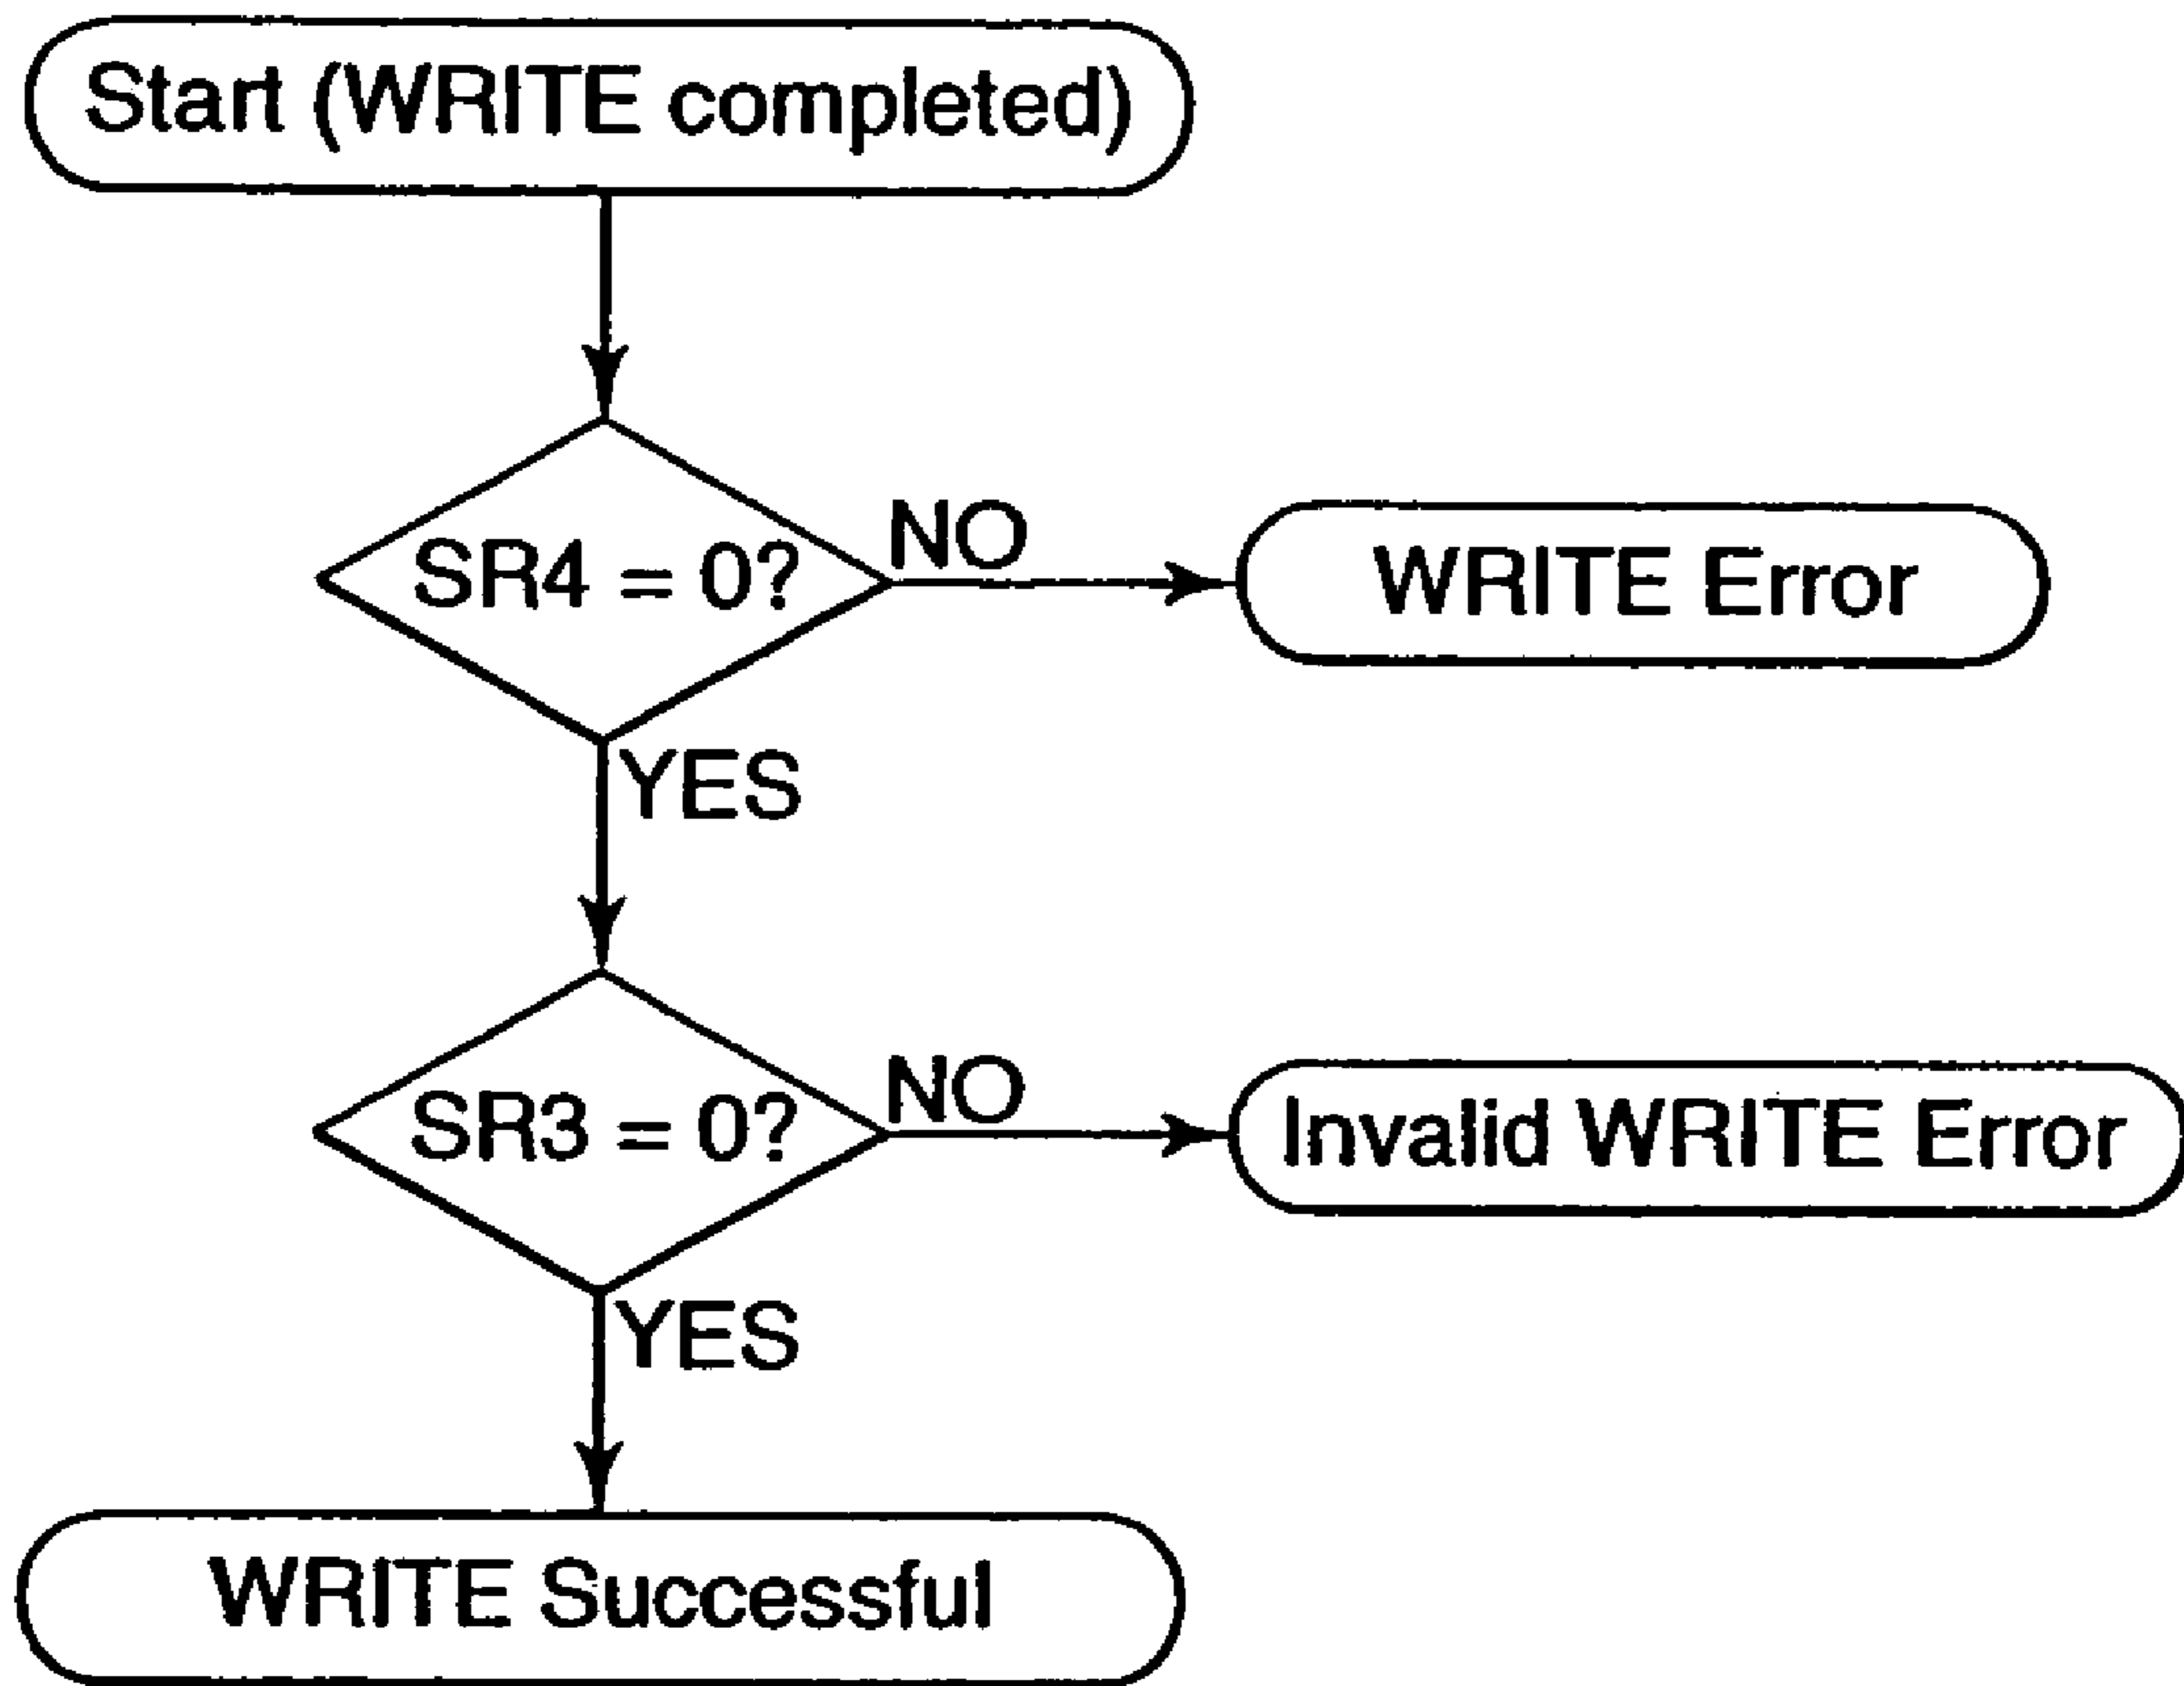 Start (WRITE completed)
SR4 = 0?
NO
WRITE Error
YES
SR3 = 0?
NO
Invalid WRITE Error
YES
WRITE Successful